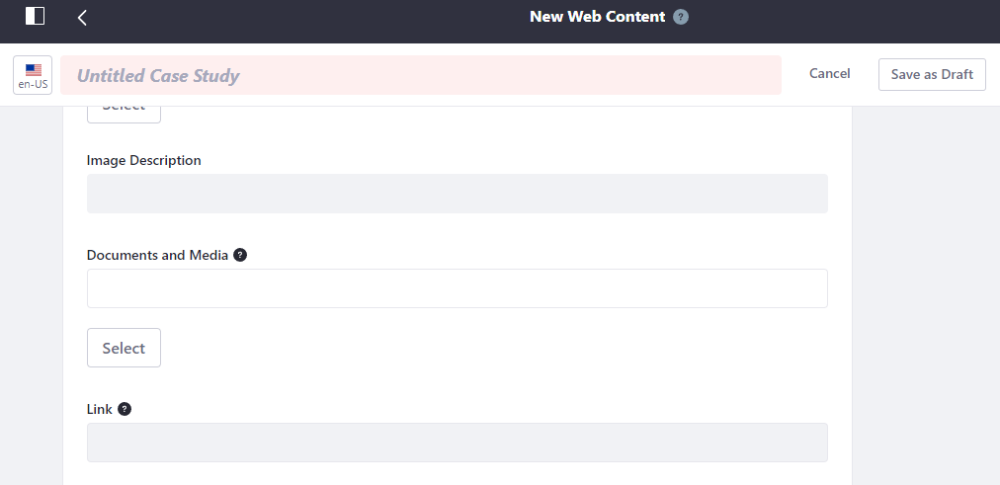 New Web Content ?
en-US
Untitled Case Study
Cancel
Save as Draft
Select
Image Description
Documents and Media ?
Select
Link ?